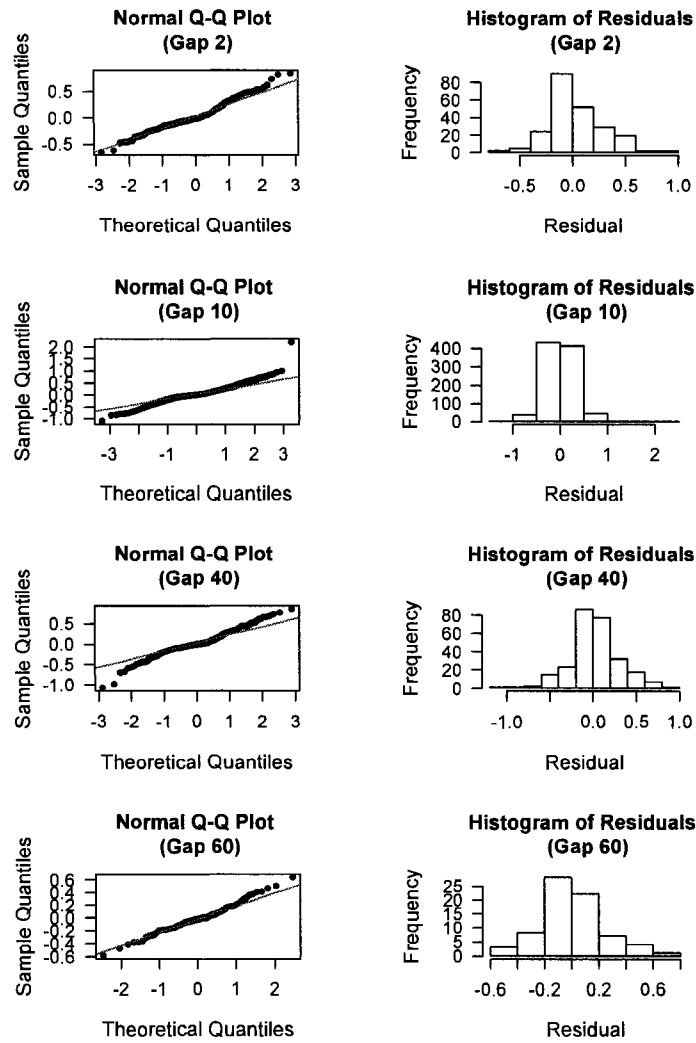 Normal Q-Q Plot
(Gap 2)
Sample Quantiles
0.5
-0.5
-3 -2 -1 0 1 2 3
Theoretical Quantiles
Histogram of Residuals
(Gap 2)
Frequency
80
60
40
20
0
-0.5 0.0 0.5 1.0
Residual
Normal Q-Q Plot
(Gap 10)
Sample Quantiles
2.0
1.5
1.0
0.5
0.0
-0.5
-1.0
-3 -1 0 1 2 3
Theoretical Quantiles
Histogram of Residuals
(Gap 10)
Frequency
400
300
200
100
0
-1 0 1 2
Residual
Normal Q-Q Plot
(Gap 40)
Sample Quantiles
0.5
0.0
-0.5
-1.0
-3 -2 -1 0 1 2 3
Theoretical Quantiles
Histogram of Residuals
(Gap 40)
Frequency
80
60
40
20
0
-1.0 0.0 0.5 1.0
Residual
Normal Q-Q Plot
(Gap 60)
Sample Quantiles
0.6
0.4
0.2
0.0
-0.2
-0.4
-0.6
-2 -1 0 1 2
Theoretical Quantiles
Histogram of Residuals
(Gap 60)
Frequency
25
20
15
10
5
0
-0.6 -0.2 0.2 0.6
Residual